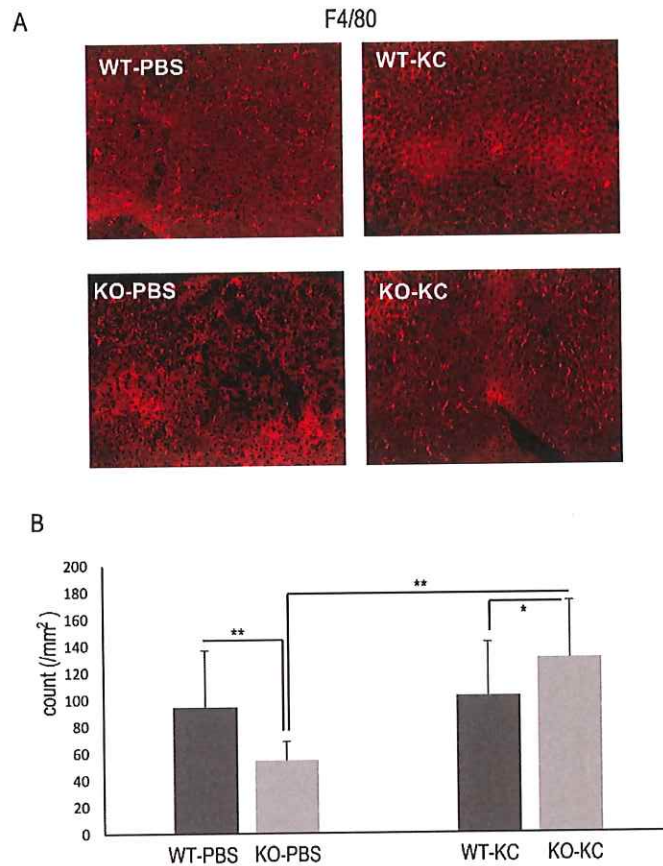 A
F4/80
WT-PBS
WT-KC
KO-PBS
KO-KC
B
count (/mm²)
200
180
160
140
120
100
80
60
40
20
0
**
**
*
WT-PBS KO-PBS WT-KC KO-KC